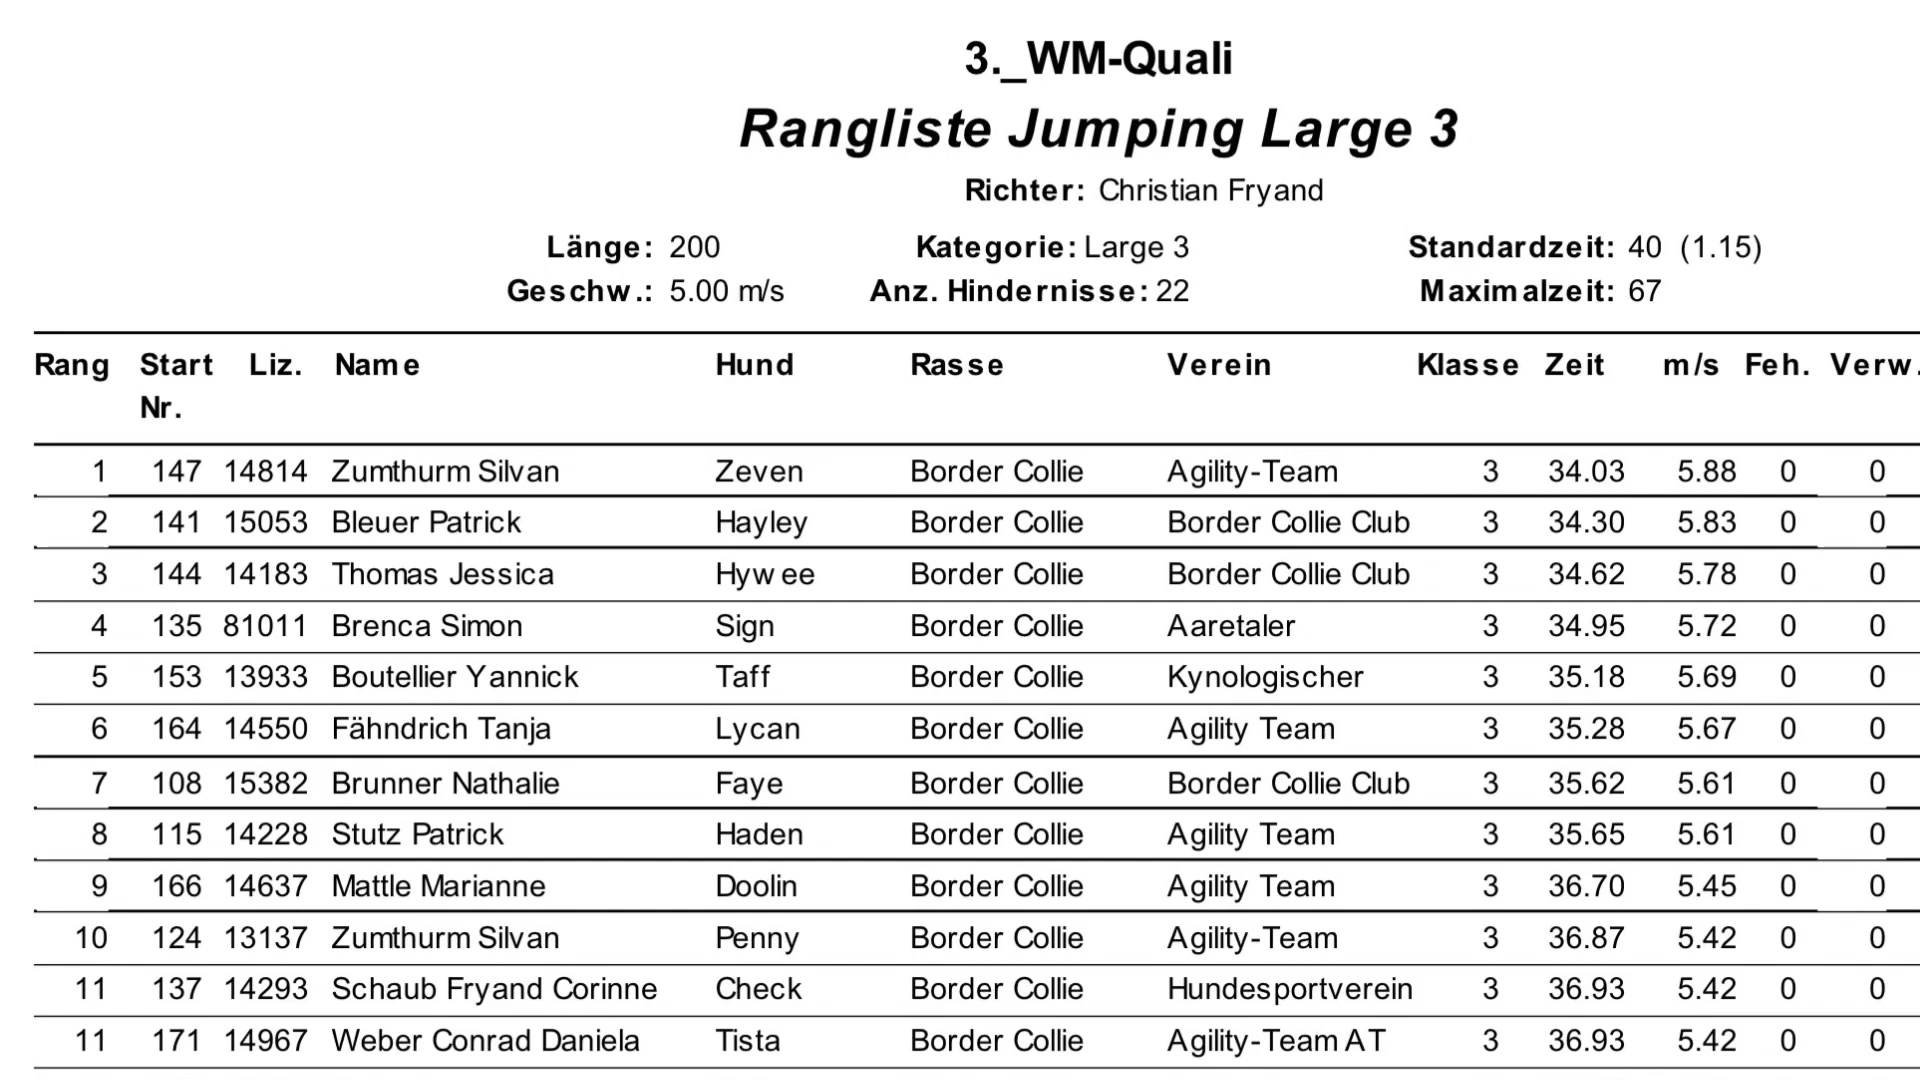 3._WM-Quali
Rangliste Jumping Large 3
Richter: Christian Fryand
Länge: 200 Kategorie: Large 3 Standardzeit: 40 (1.15)
Geschw.: 5.00 m/s Anz. Hindernisse: 22 Maximalzeit: 67
Rang Start Liz. Name Hund Rasse Verein Klasse Zeit m/s Feh. Verw.
Nr.
1 147 14814 Zumthurm Silvan Zeven Border Collie Agility-Team 3 34.03 5.88 0 0
2 141 15053 Bleuer Patrick Hayley Border Collie Border Collie Club 3 34.30 5.83 0 0
3 144 14183 Thomas Jessica Hywee Border Collie Border Collie Club 3 34.62 5.78 0 0
4 135 81011 Brenca Simon Sign Border Collie Aaretaler 3 34.95 5.72 0 0
5 153 13933 Boutellier Yannick Taff Border Collie Kynologischer 3 35.18 5.69 0 0
6 164 14550 Fähndrich Tanja Lycan Border Collie Agility Team 3 35.28 5.67 0 0
7 108 15382 Brunner Nathalie Faye Border Collie Border Collie Club 3 35.62 5.61 0 0
8 115 14228 Stutz Patrick Haden Border Collie Agility Team 3 35.65 5.61 0 0
9 166 14637 Mattle Marianne Doolin Border Collie Agility Team 3 36.70 5.45 0 0
10 124 13137 Zumthurm Silvan Penny Border Collie Agility-Team 3 36.87 5.42 0 0
11 137 14293 Schaub Fryand Corinne Check Border Collie Hundesportverein 3 36.93 5.42 0 0
11 171 14967 Weber Conrad Daniela Tista Border Collie Agility-Team AT 3 36.93 5.42 0 0